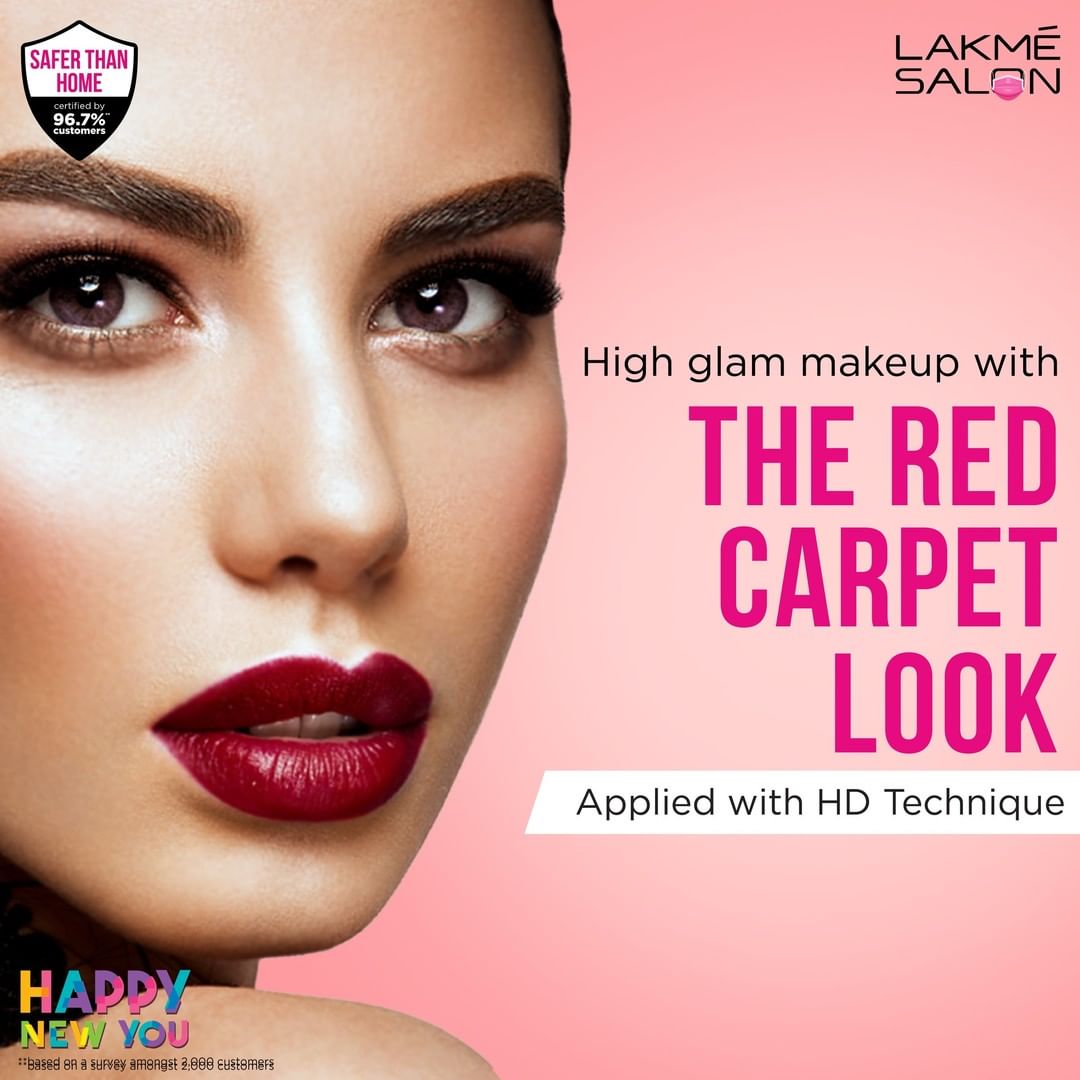 SAFER THAN
HOME
certified by
96.7%**
customers
LAKMÉ
SALON
High glam makeup with
THE RED
CARPET
LOOK
Applied with HD Technique
HAPPY
NEW YOU
**based on a survey amongst 2,000 customers